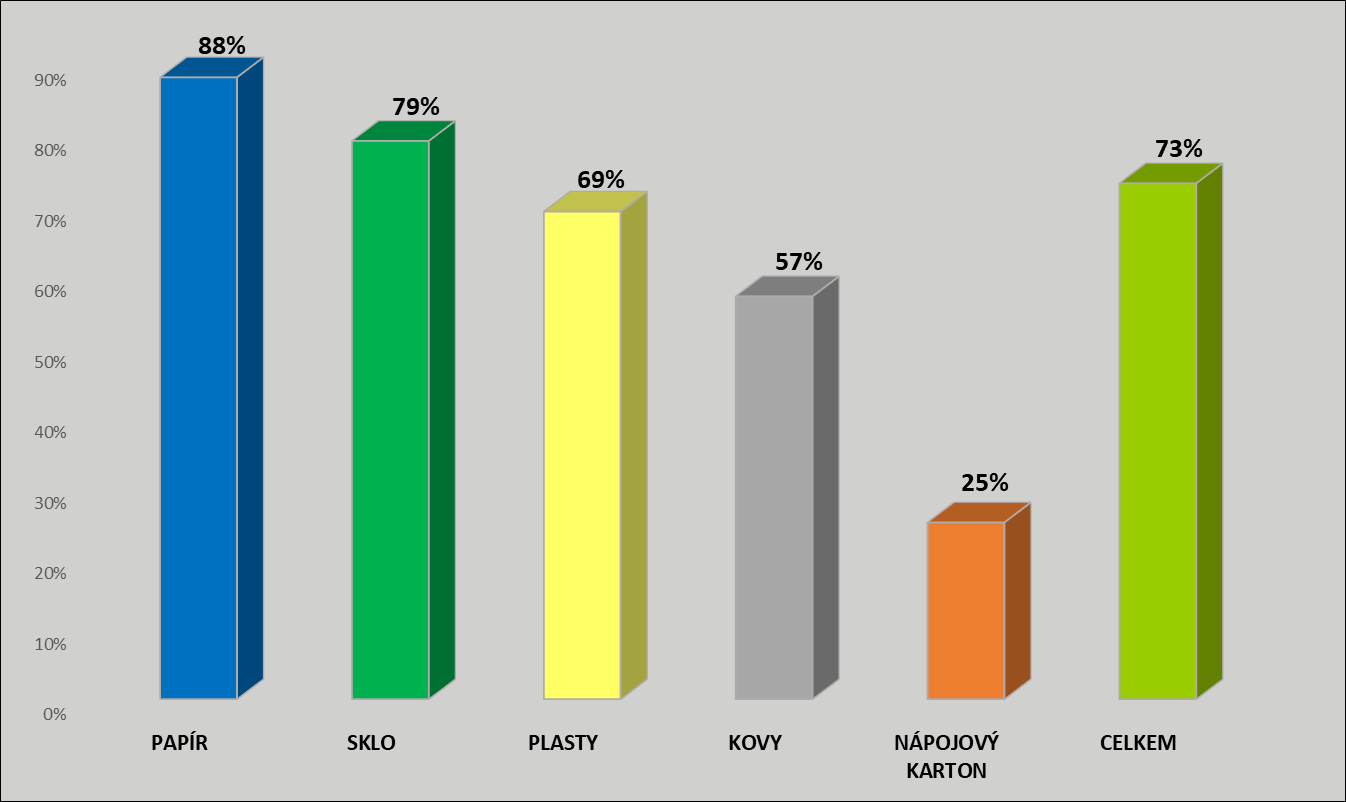 88%
79%
69%
57%
25%
73%
90%
80%
70%
60%
50%
40%
30%
20%
10%
0%
PAPÍR
SKLO
PLASTY
KOVY
NÁPOJOVÝ
KARTON
CELKEM